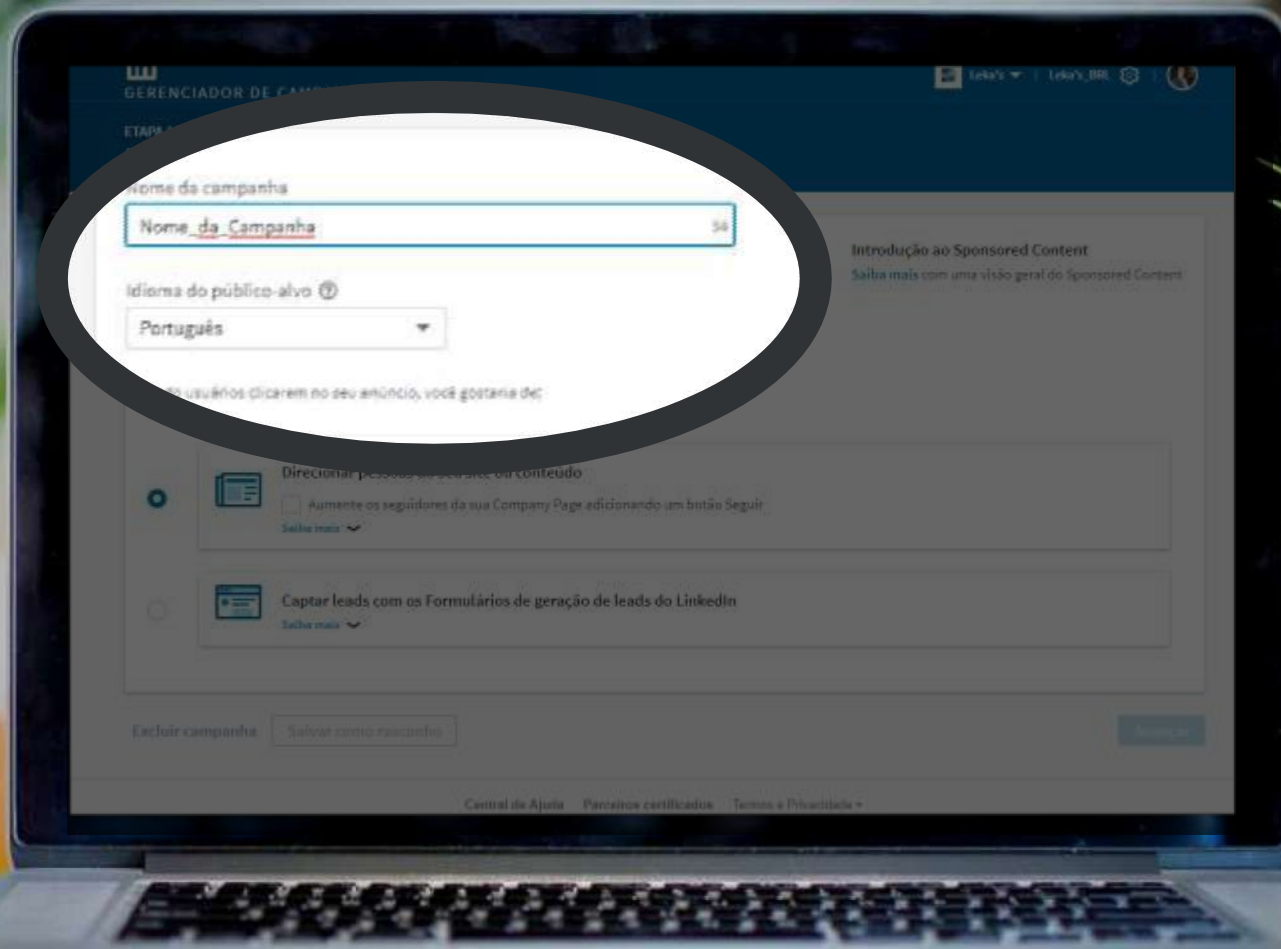 GERENCIADOR DE
Leka's | Leka's_BRL
ETAPA
Nome da campanha
Nome_da_Campanha 34
Introdução ao Sponsored Content
Saiba mais com uma visão geral do Sponsored Content
Idioma do público-alvo
Português
usuários clicarem no seu anúncio, você gostaria de:
Direcionar pessoas ao seu site ou conteúdo
Aumente os seguidores da sua Company Page adicionando um botão Seguir
Saiba mais
Captar leads com os Formulários de geração de leads do LinkedIn
Saiba mais
Excluir campanha Salvar como rascunho Avançar
Central de Ajuda Parceiros certificados Termos e Privacidade